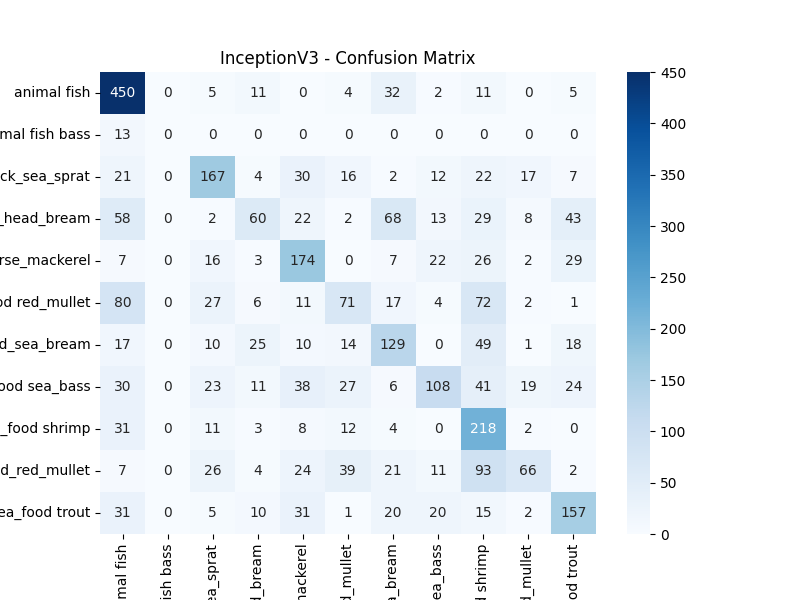 InceptionV3 - Confusion Matrix
animal fish 450 0 5 11 0 4 32 2 11 0 5
mal fish bass 13 0 0 0 0 0 0 0 0 0 0
ck_sea_sprat 21 0 167 4 30 16 2 12 22 17 7
_head_bream 58 0 2 60 22 2 68 13 29 8 43
rse_mackerel 7 0 16 3 174 0 7 22 26 2 29
od red_mullet 80 0 27 6 11 71 17 4 72 2 1
d_sea_bream 17 0 10 25 10 14 129 0 49 1 18
ood sea_bass 30 0 23 11 38 27 6 108 41 19 24
_food shrimp 31 0 11 3 8 12 4 0 218 2 0
d_red_mullet 7 0 26 4 24 39 21 11 93 66 2
ea_food trout 31 0 5 10 31 1 20 20 15 2 157
mal fish
ish bass
ea_sprat
d_bream
mackerel
d_mullet
a_bream
ea_bass
d shrimp
d_mullet
od trout
450
400
350
300
250
200
150
100
50
0